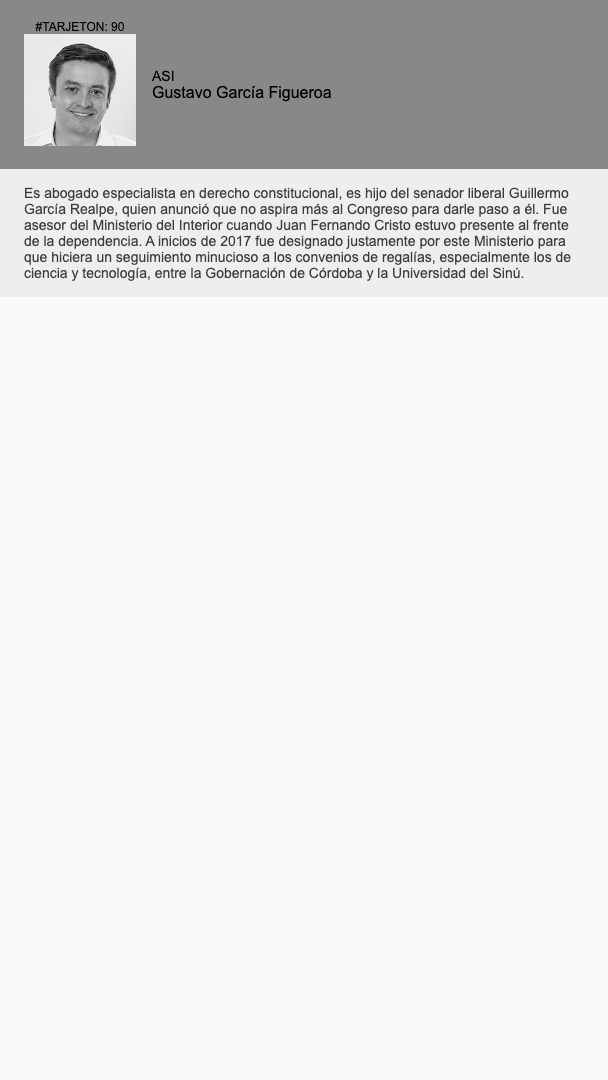 #TARJETON: 90
ASI
Gustavo García Figueroa
Es abogado especialista en derecho constitucional, es hijo del senador liberal Guillermo
García Realpe, quien anunció que no aspira más al Congreso para darle paso a él. Fue
asesor del Ministerio del Interior cuando Juan Fernando Cristo estuvo presente al frente
de la dependencia. A inicios de 2017 fue designado justamente por este Ministerio para
que hiciera un seguimiento minucioso a los convenios de regalías, especialmente los de
ciencia y tecnología, entre la Gobernación de Córdoba y la Universidad del Sinú.